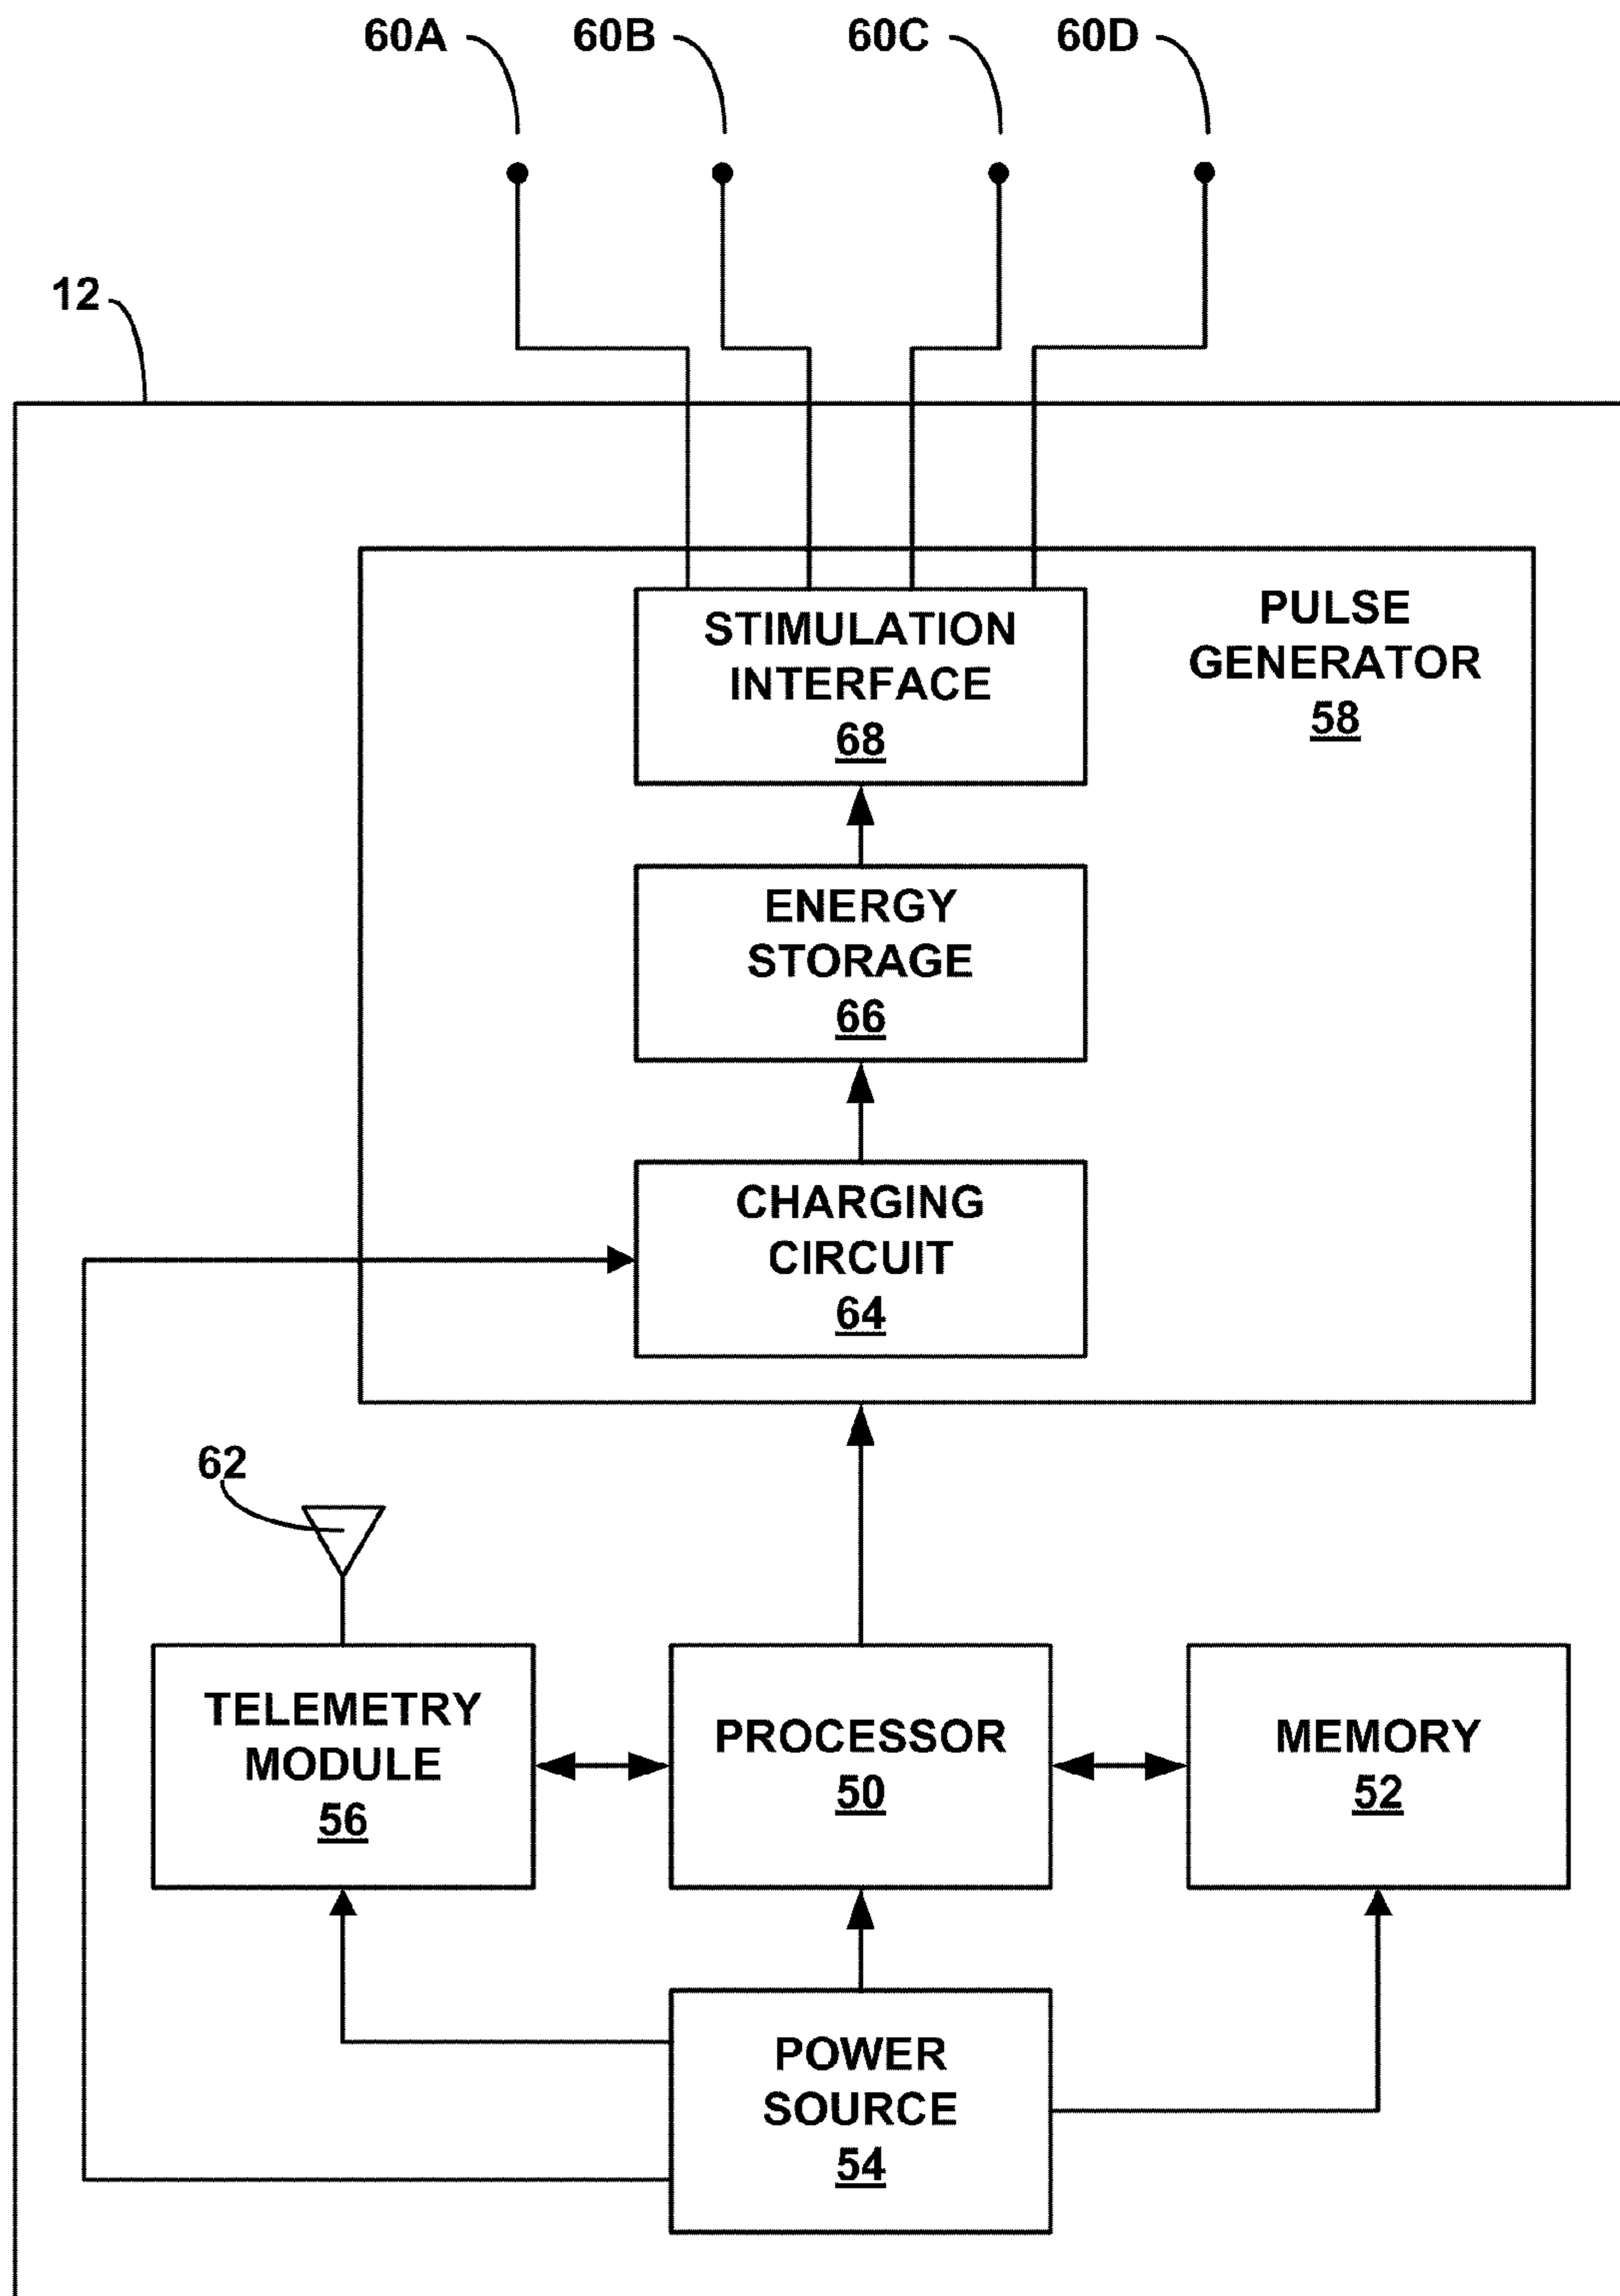 60A 60B 60C 60D
12
PULSE
GENERATOR
58
STIMULATION
INTERFACE
68
ENERGY
STORAGE
66
CHARGING
CIRCUIT
64
62
TELEMETRY
MODULE
56
PROCESSOR
50
MEMORY
52
POWER
SOURCE
54